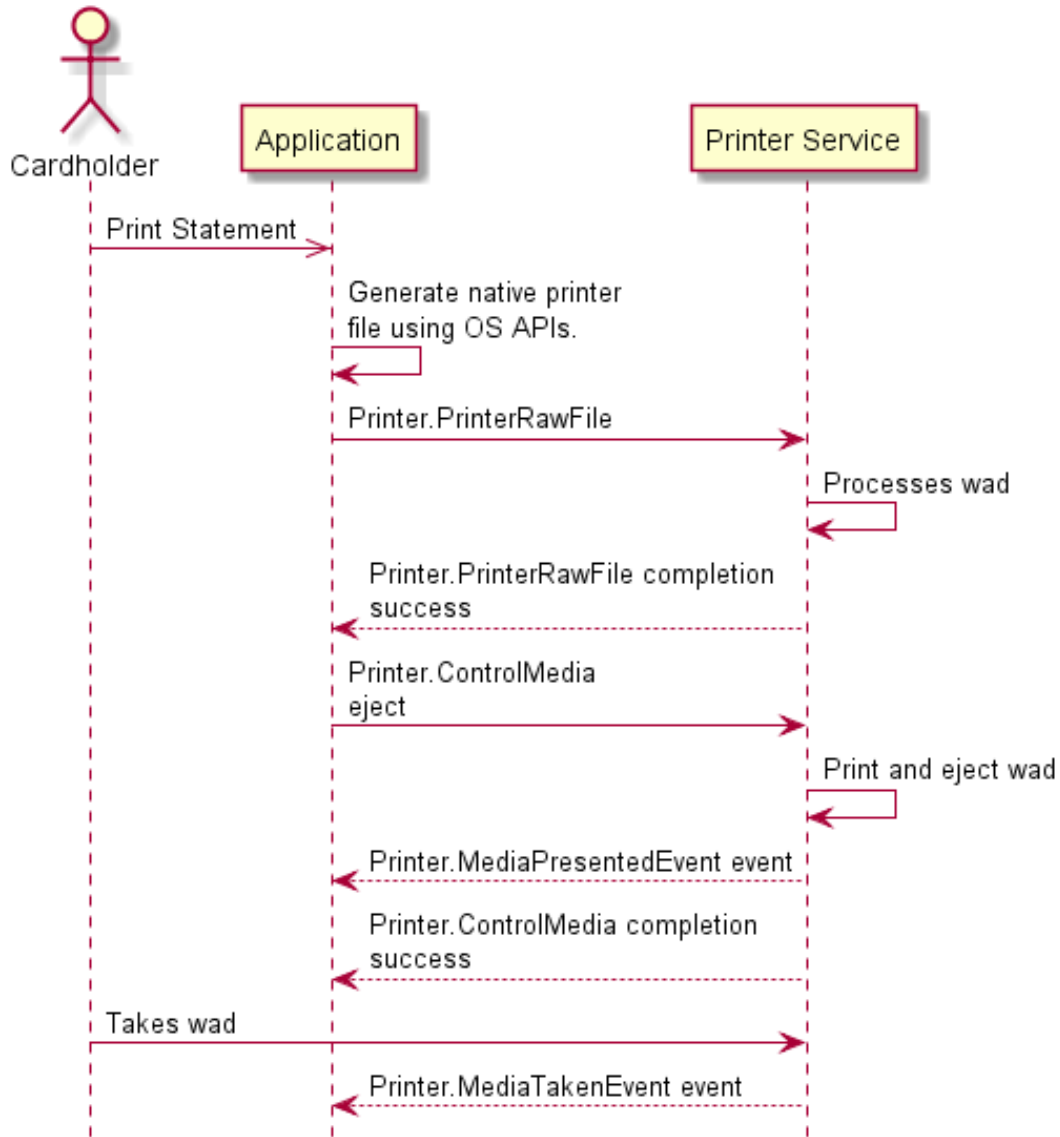 Cardholder
Application
Printer Service
Print Statement
Generate native printer
file using OS APIs.
Printer.PrinterRawFile
Processes wad
Printer.PrinterRawFile completion
success
Printer.ControlMedia
eject
Print and eject wad
Printer.MediaPresentedEvent event
Printer.ControlMedia completion
success
Takes wad
Printer.MediaTakenEvent event